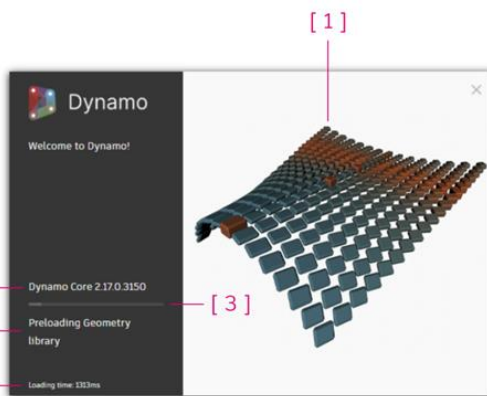 [ 1 ]
Dynamo
Welcome to Dynamo!
Dynamo Core 2.17.0.3150
[ 3 ]
Preloading Geometry
library
Loading time: 1313ms